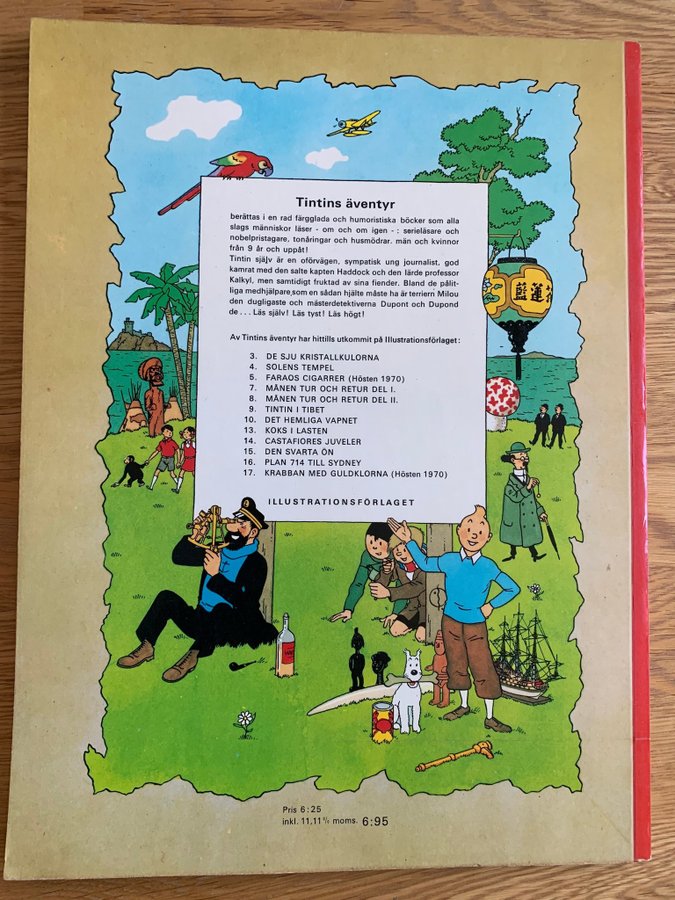 Tintins äventyr
berättas i en rad färgglada och humoristiska böcker som alla
slags människor läser - om och om igen - : serieläsare och
nobelpristagare, tonåringar och husmödrar. män och kvinnor
från 9 år och uppåt!
Tintin själv är en oförvägen, sympatisk ung journalist, god
kamrat med den salte kapten Haddock och den lärde professor
Kalkyl, men samtidigt fruktad av sina fiender. Bland de pålit-
liga medhjälpare, som en sådan hjälte måste ha är terriern Milou
den dugligaste och mästerdetektiverna Dupont och Dupond
de . . . Läs själv! Läs tyst! Läs högt!
Av Tintins äventyr har hittills utkommit på Illustrationsförlaget:
3. DE SJU KRISTALLKULORNA
4. SOLENS TEMPEL
5. FARAOS CIGARRER (Hösten 1970)
7. MÅNEN TUR OCH RETUR DEL I.
8. MÅNEN TUR OCH RETUR DEL II.
9. TINTIN I TIBET
10. DET HEMLIGA VAPNET
13. KOKS I LASTEN
14. CASTAFIORES JUVELER
15. DEN SVARTA ÖN
16. PLAN 714 TILL SYDNEY
17. KRABBAN MED GULDKLORNA (Hösten 1970)
ILLUSTRATIONSFÖRLAGET
藍蓮花
Pris 6:25
inkl. 11,11 % moms. 6:95